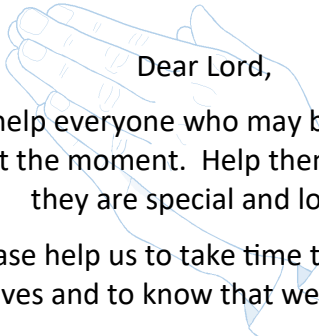 Dear Lord,
help everyone who may b
t the moment. Help ther
they are special and lo
ase help us to take time t
ves and to know that we